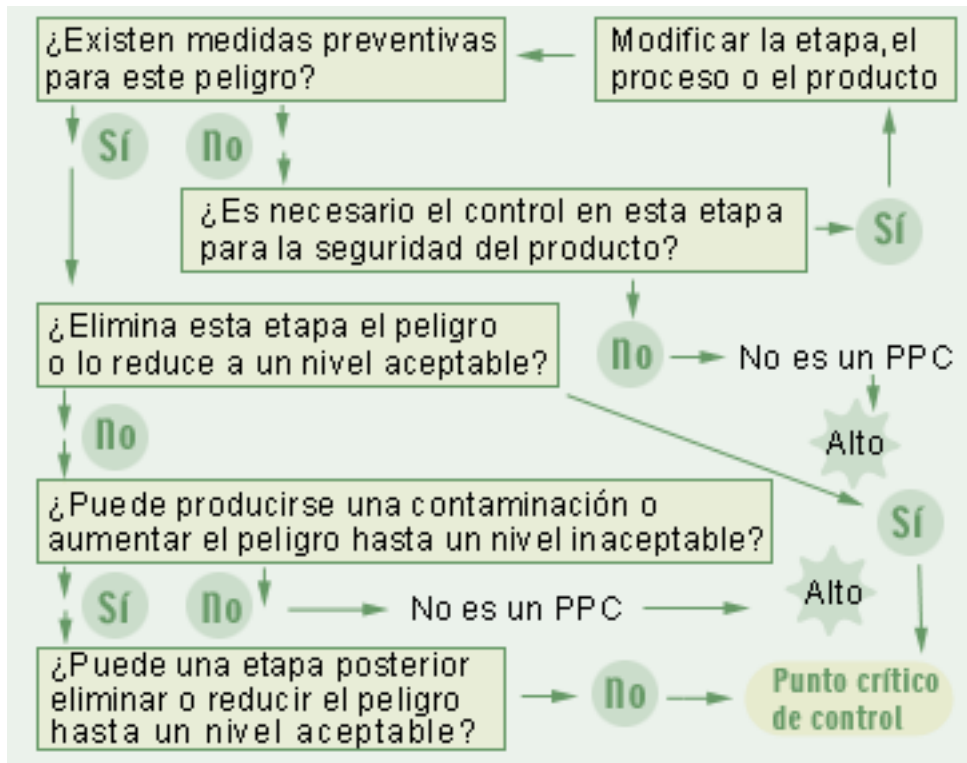 ¿Existen medidas preventivas
para este peligro?
Modificar la etapa,el
proceso o el producto
Sí
No
¿Es necesario el control en esta etapa
para la seguridad del producto?
Sí
¿Elimina esta etapa el peligro
o lo reduce a un nivel aceptable?
No
No es un PPC
Alto
No
¿Puede producirse una contaminación o
aumentar el peligro hasta un nivel inaceptable?
Sí
Sí
No
No es un PPC
Alto
¿Puede una etapa posterior
eliminar o reducir el peligro
hasta un nivel aceptable?
No
Punto crítico
de control